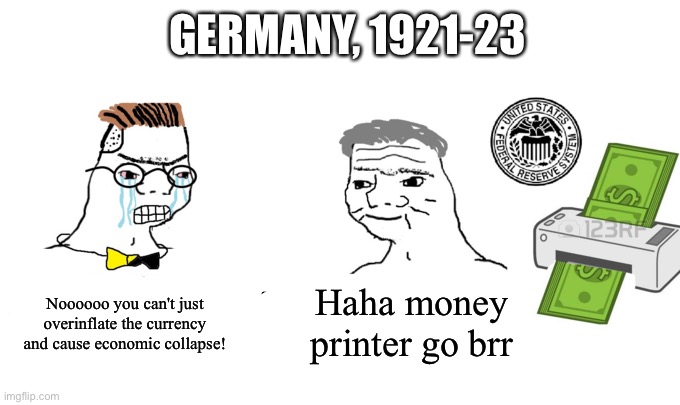 GERMANY, 1921-23
UNITED STATES
FEDERAL RESERVE SYSTEM
123RF
Noooooo you can't just
overinflate the currency
and cause economic collapse!
Haha money
printer go brr
imgflip.com